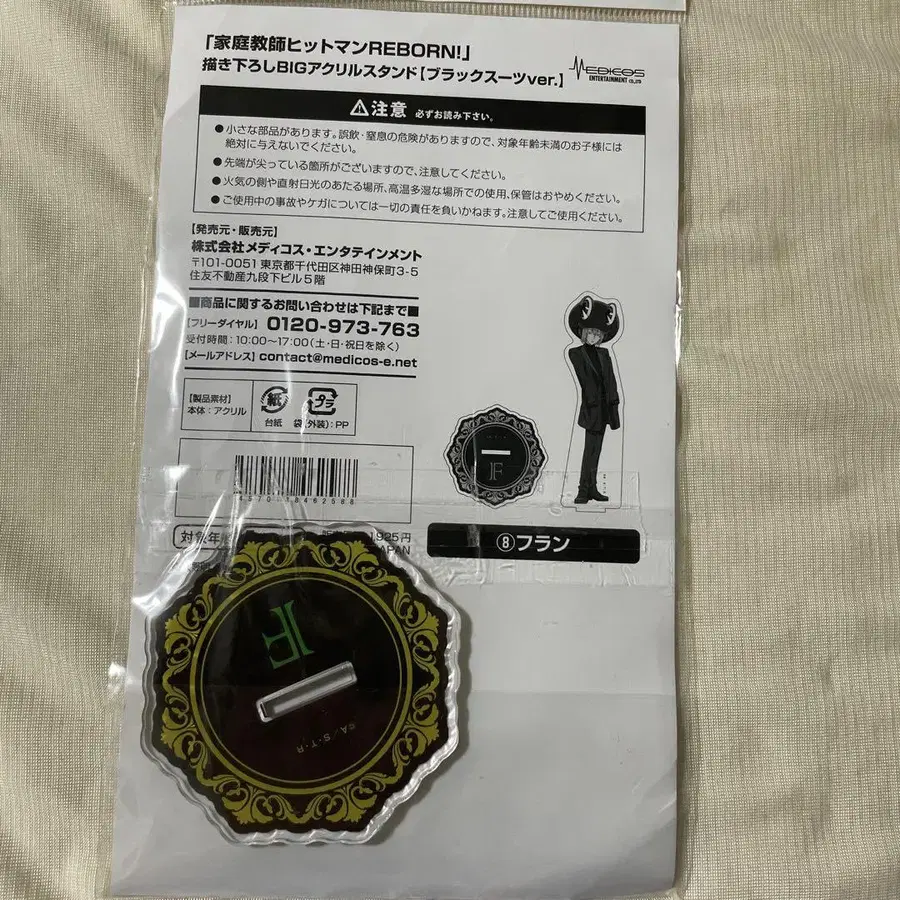 「家庭教師ヒットマンREBORN!」
描き下ろしBIGアクリルスタンド【ブラックスーツver.】
MEDICOS
ENTERTAINMENT CO.,LTD
⚠注意 必ずお読み下さい。
●小さな部品があります。誤飲・窒息の危険がありますので、対象年齢未満のお子様には
絶対に与えないでください。
●先端が尖っている箇所がございますので、注意してください。
●火気の側や直射日光のあたる場所、高温多湿な場所での使用、保管はおやめください。
●ご使用中の事故やケガについては一切の責任を負いかねます。注意してご使用ください。
【発売元・販売元】
株式会社メディコス・エンタテインメント
〒101-0051 東京都千代田区神田神保町3-5
住友不動産九段下ビル5階
■商品に関するお問い合わせは下記まで■
【フリーダイヤル】 0120-973-763
受付時間：10:00～17:00（土・日・祝日を除く）
【メールアドレス】 contact@medicos-e.net
【製品素材】
本体：アクリル
紙
台紙
プラ
袋（外装）：PP
F
対象年
1,925円
JAPAN
⑧フラン
F
©A/S・T・R